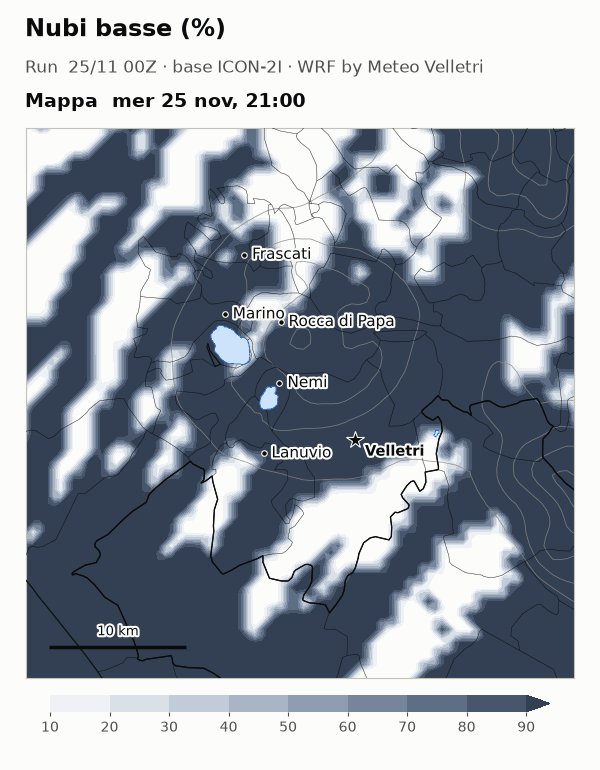 Nubi basse (%)
Run  25/11 00Z · base ICON-2I · WRF by Meteo Velletri
Mappa  mer 25 nov, 21:00
Frascati
Marino
Rocca di Papa
Nemi
Velletri
Lanuvio
10 km
10 20 30 40 50 60 70 80 90